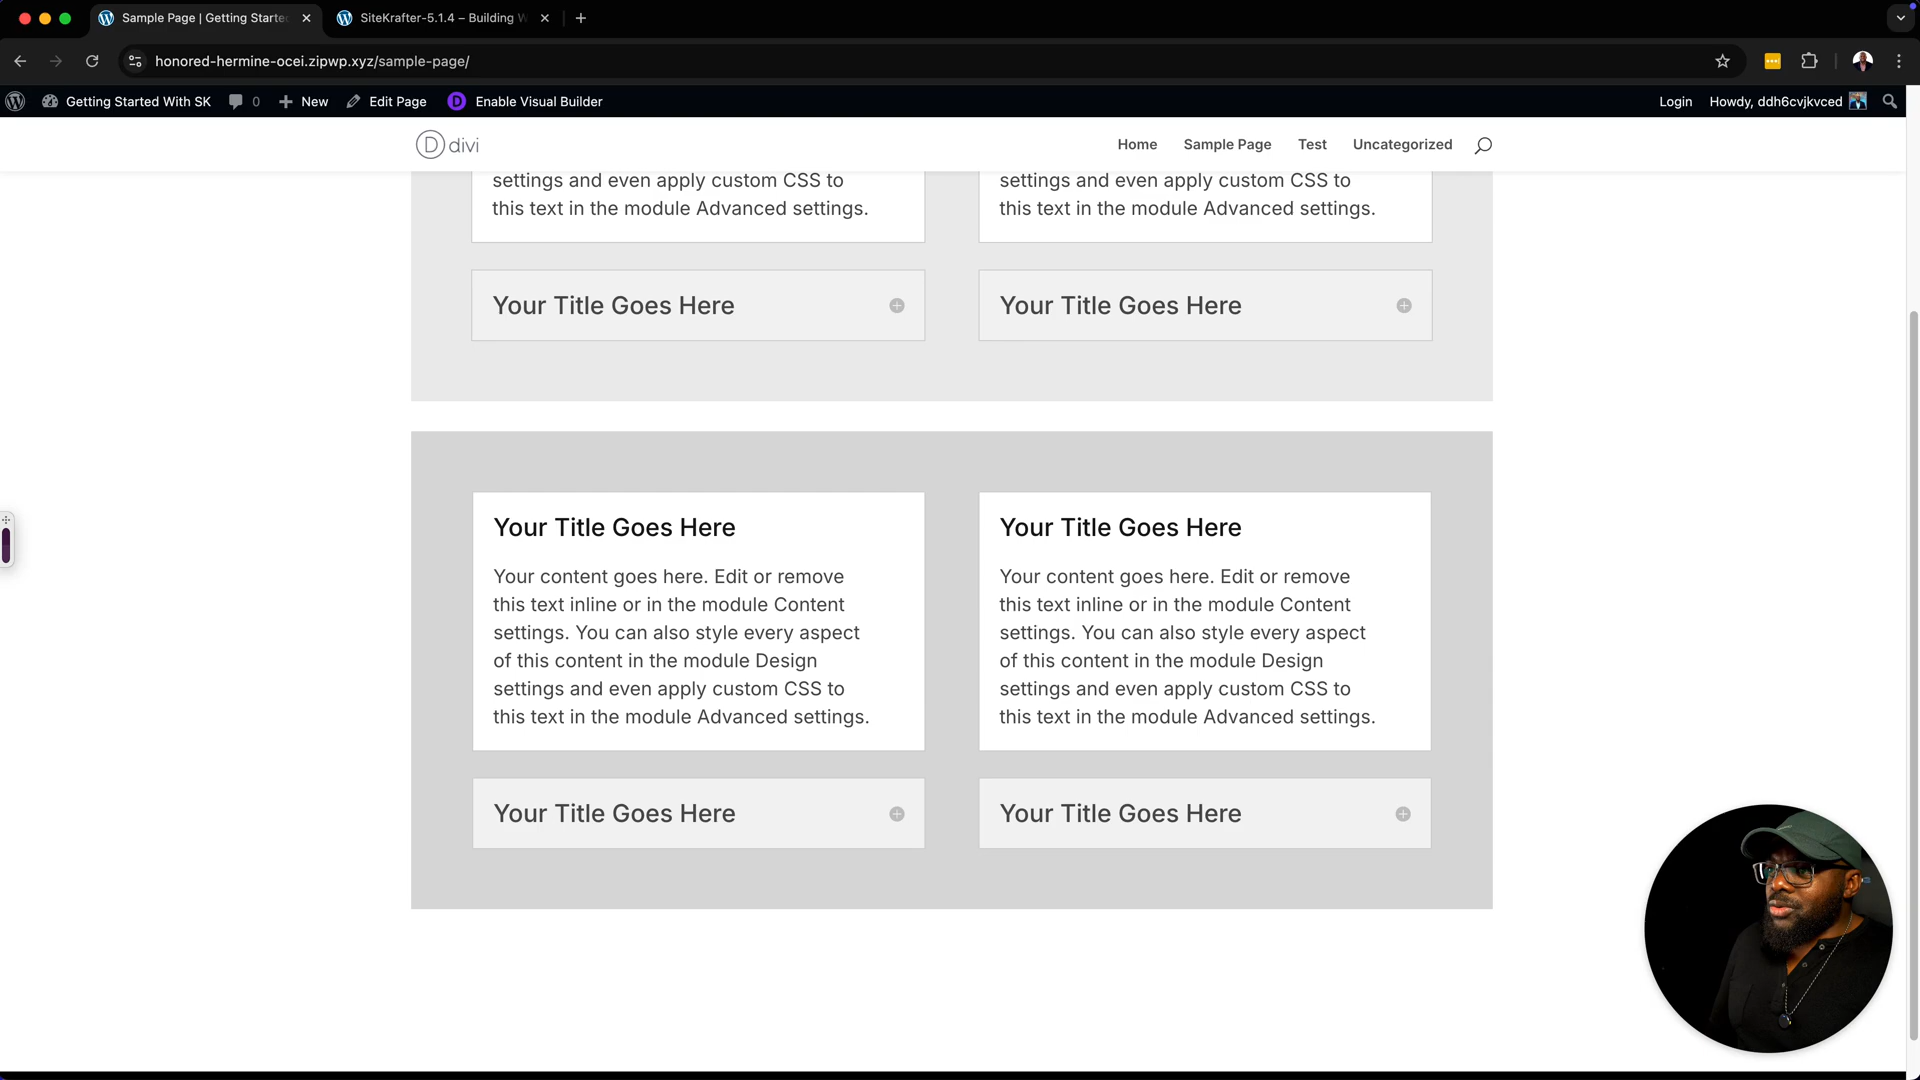 Sample Page | Getting Starte
SiteKrafter-5.1.4 – Building W
honored-hermine-ocei.zipwp.xyz/sample-page/
Getting Started With SK
0
New
Edit Page
D
Enable Visual Builder
Login
Howdy, ddh6cvjkvced
D divi
Home
Sample Page
Test
Uncategorized
settings and even apply custom CSS to
this text in the module Advanced settings.
settings and even apply custom CSS to
this text in the module Advanced settings.
Your Title Goes Here
Your Title Goes Here
Your Title Goes Here
Your content goes here. Edit or remove
this text inline or in the module Content
settings. You can also style every aspect
of this content in the module Design
settings and even apply custom CSS to
this text in the module Advanced settings.
Your Title Goes Here
Your content goes here. Edit or remove
this text inline or in the module Content
settings. You can also style every aspect
of this content in the module Design
settings and even apply custom CSS to
this text in the module Advanced settings.
Your Title Goes Here
Your Title Goes Here